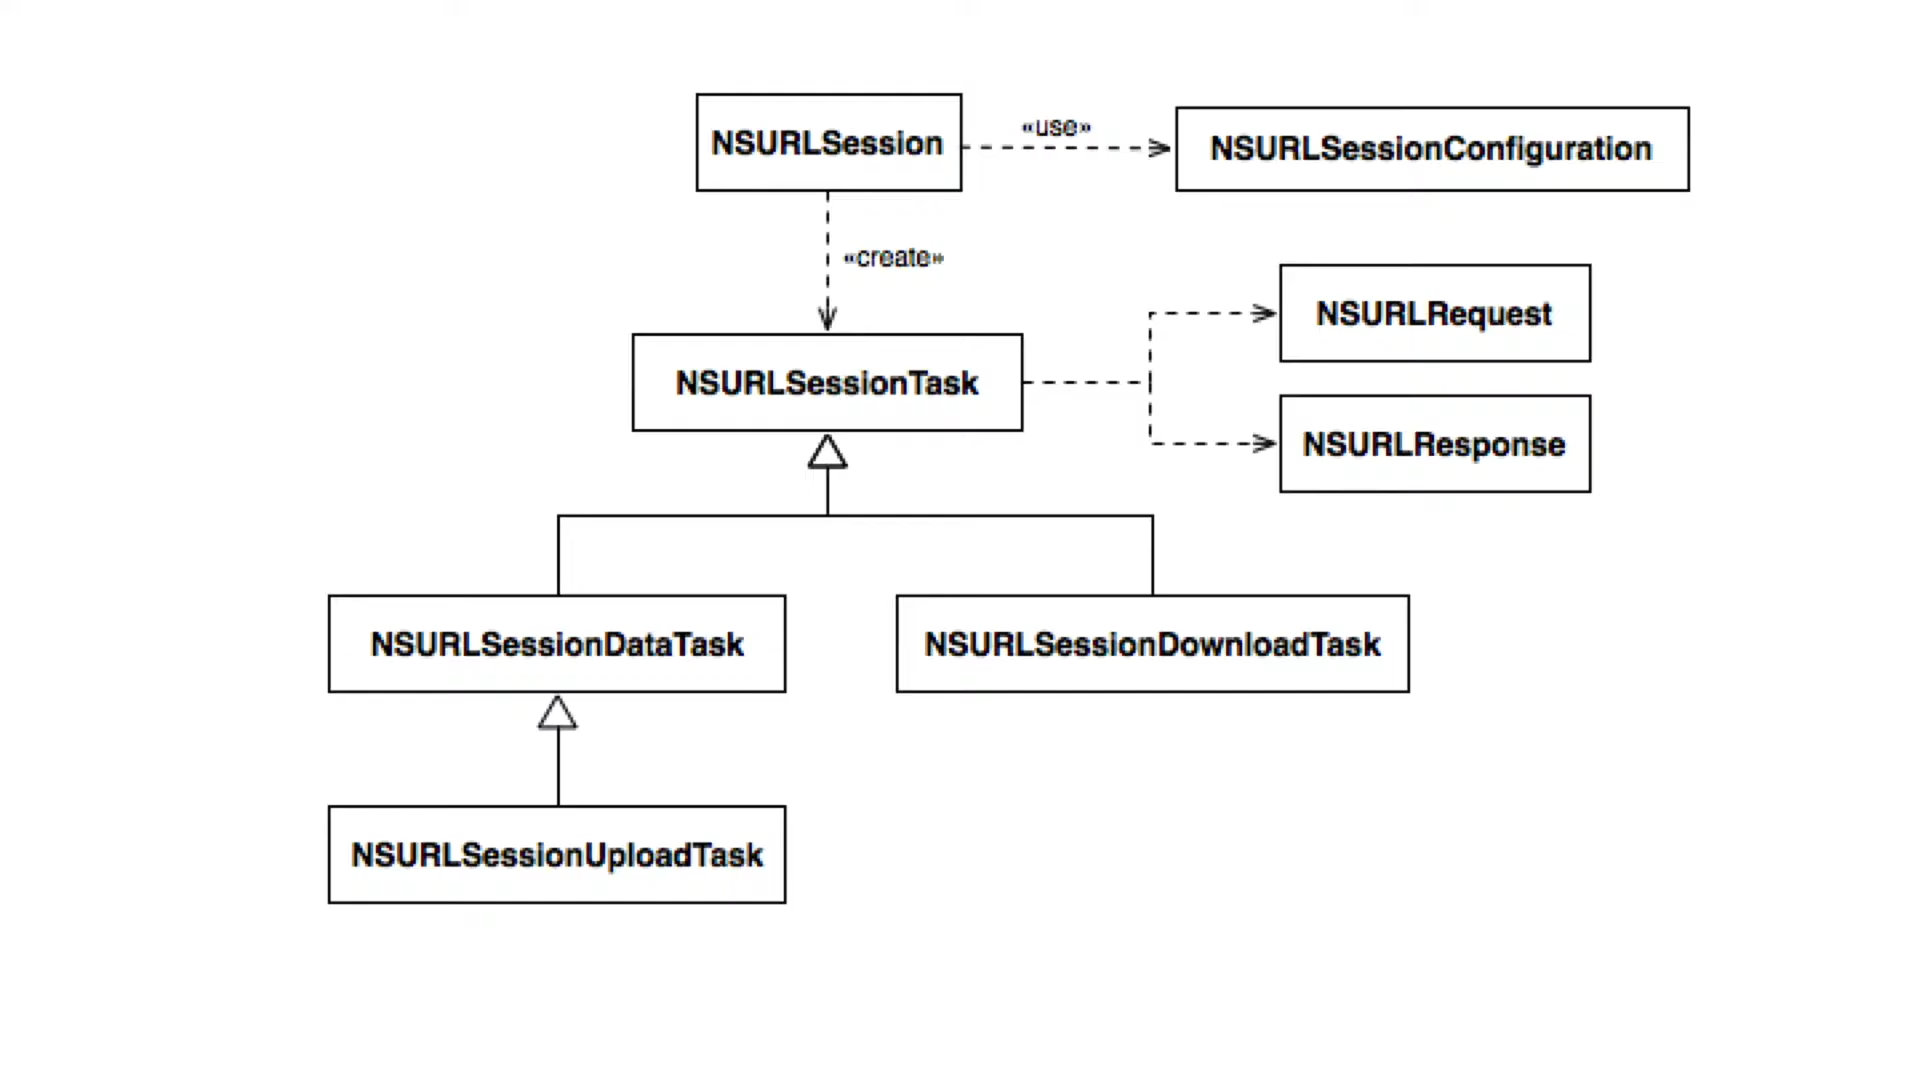 NSURLSession
«use»
NSURLSessionConfiguration
«create»
NSURLRequest
NSURLSessionTask
NSURLResponse
NSURLSessionDataTask
NSURLSessionDownloadTask
NSURLSessionUploadTask